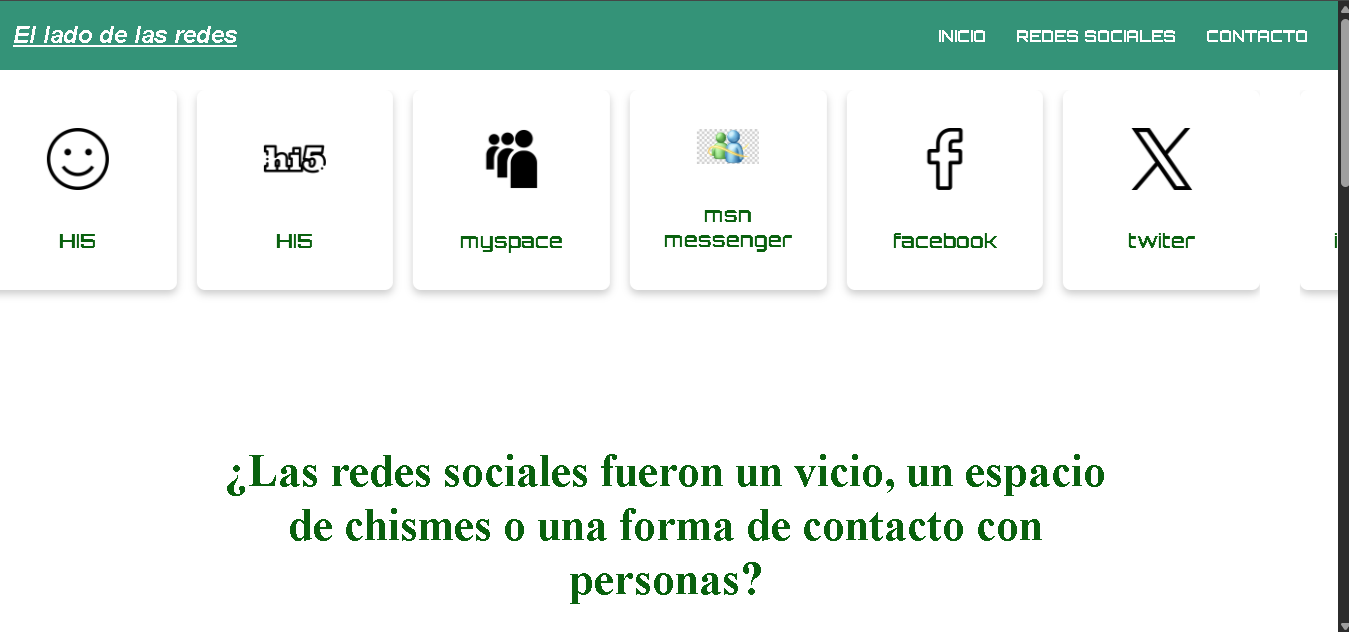 El lado de las redes
INICIO
REDES SOCIALES
CONTACTO
hi5
HI5
HI5
myspace
msn
messenger
facebook
twiter
¿Las redes sociales fueron un vicio, un espacio
de chismes o una forma de contacto con
personas?